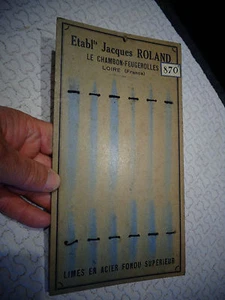 Etabl.ts Jacques ROLAND
LE CHAMBON-FEUGEROLLES
LOIRE (France)
870
LIMES EN ACIER FONDU SUPERIEUR